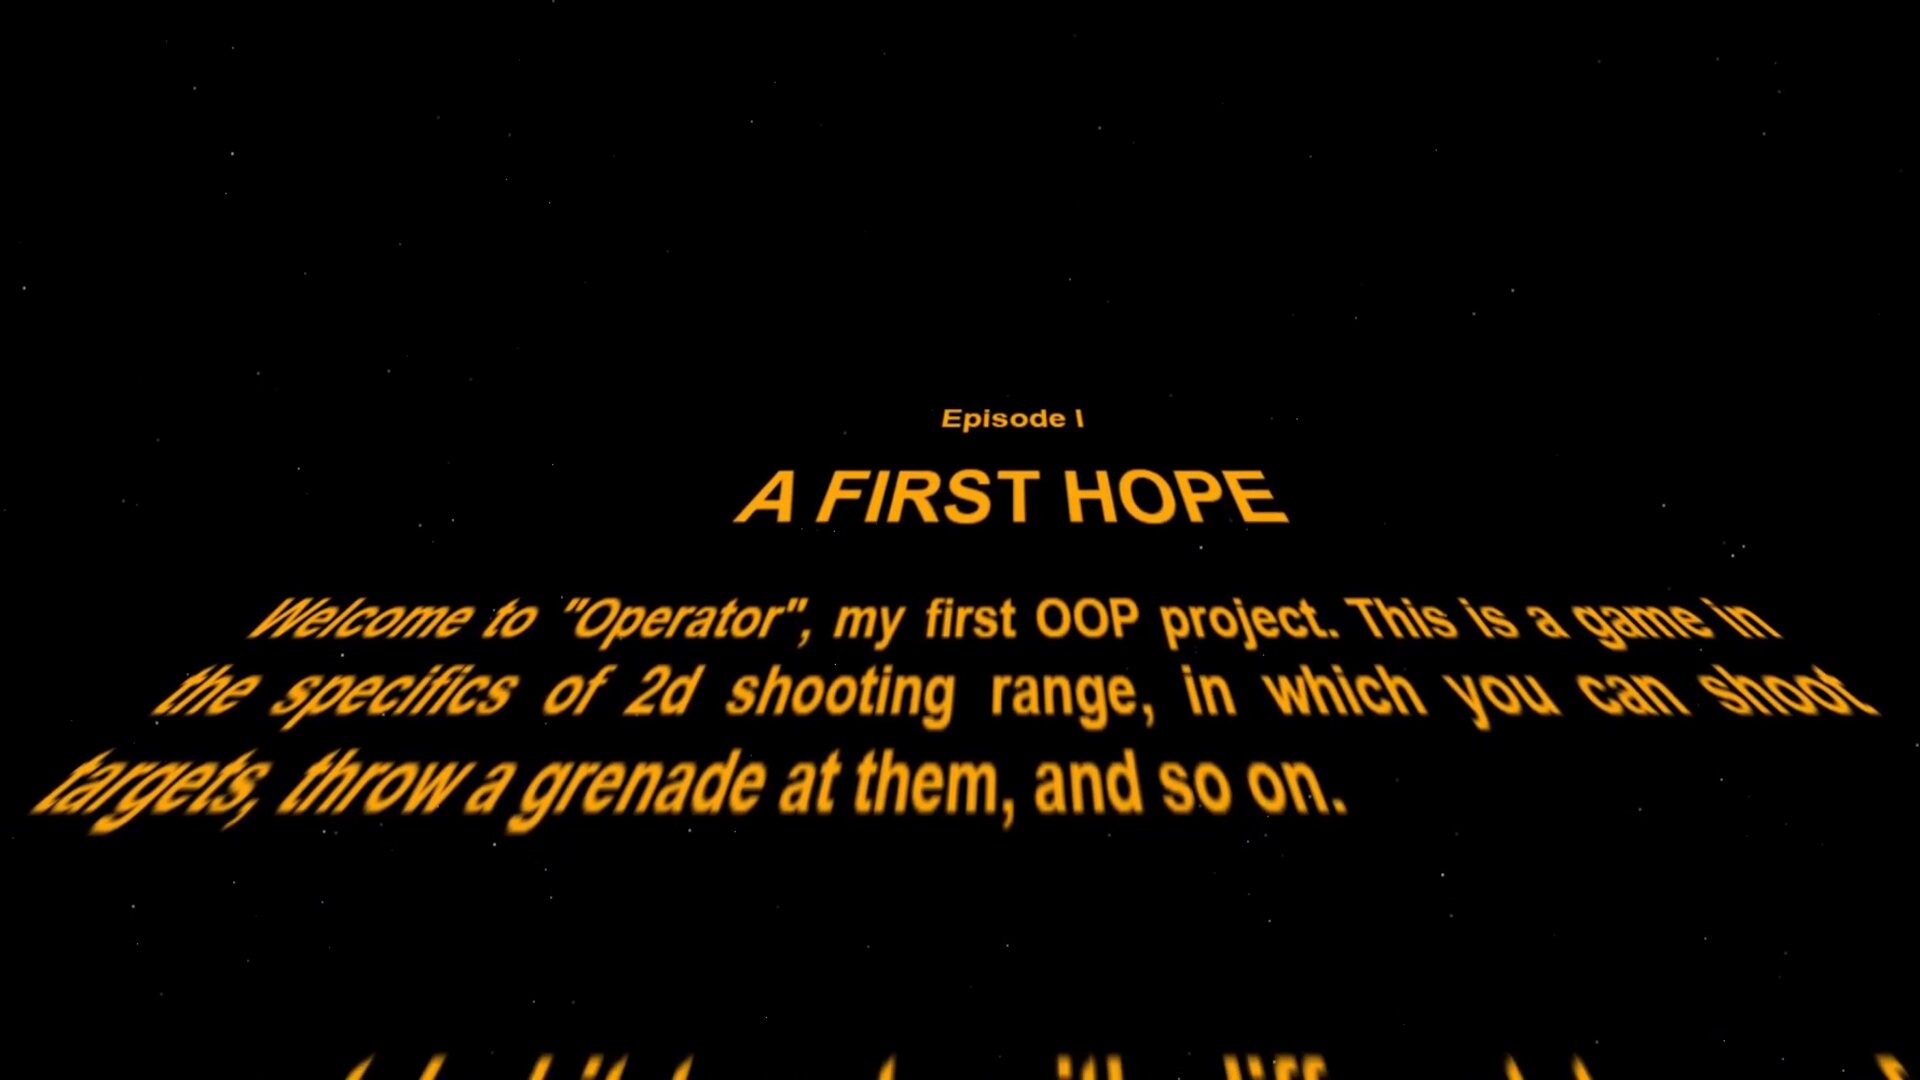 Episode I
A FIRST HOPE
Welcome to "Operator", my first OOP project. This is a game in
the specifics of 2d shooting range, in which you can shoot
targets, throw a grenade at them, and so on.